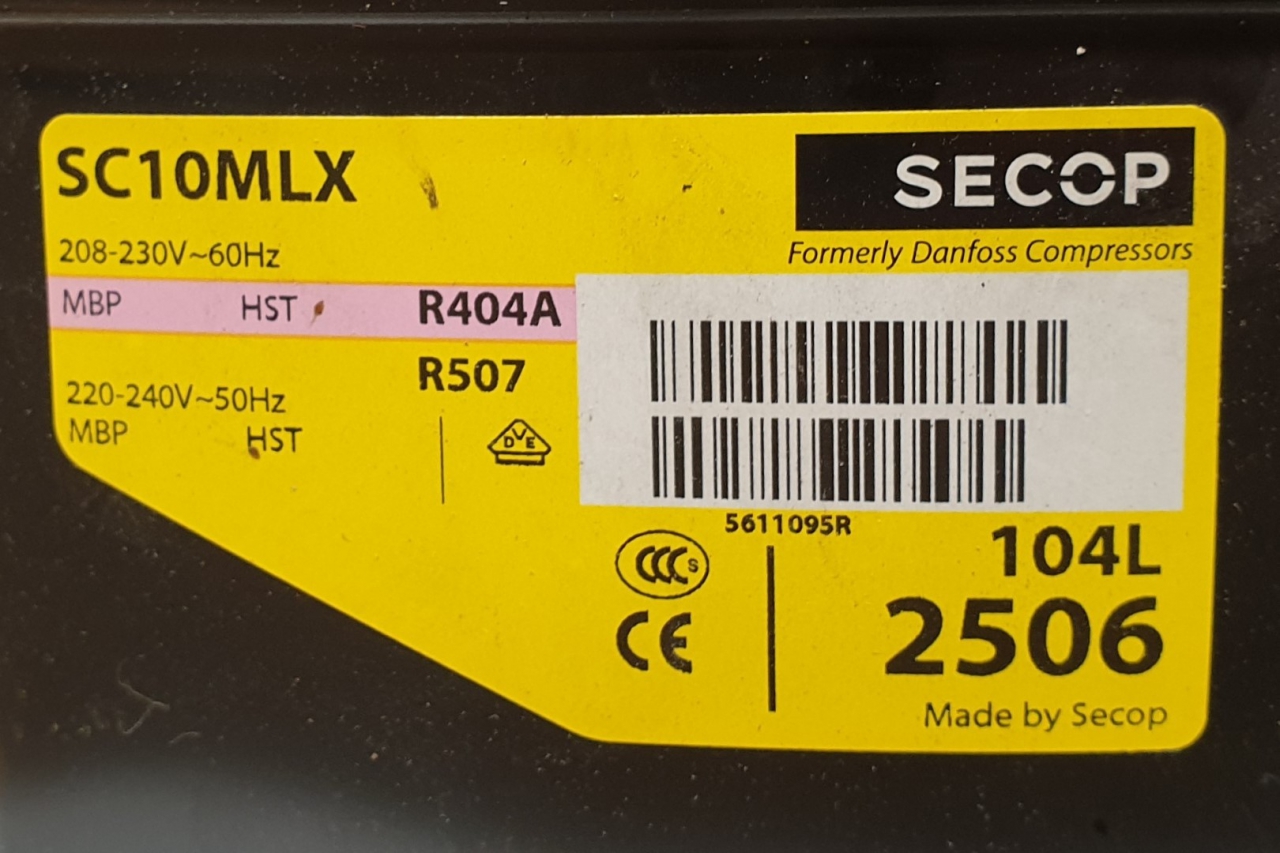 SC10MLX
SECOP
Formerly Danfoss Compressors
208-230V~60Hz
MBP HST R404A
R507
220-240V~50Hz
MBP HST
DVE
5611095R
CCC S
CE
104L
2506
Made by Secop